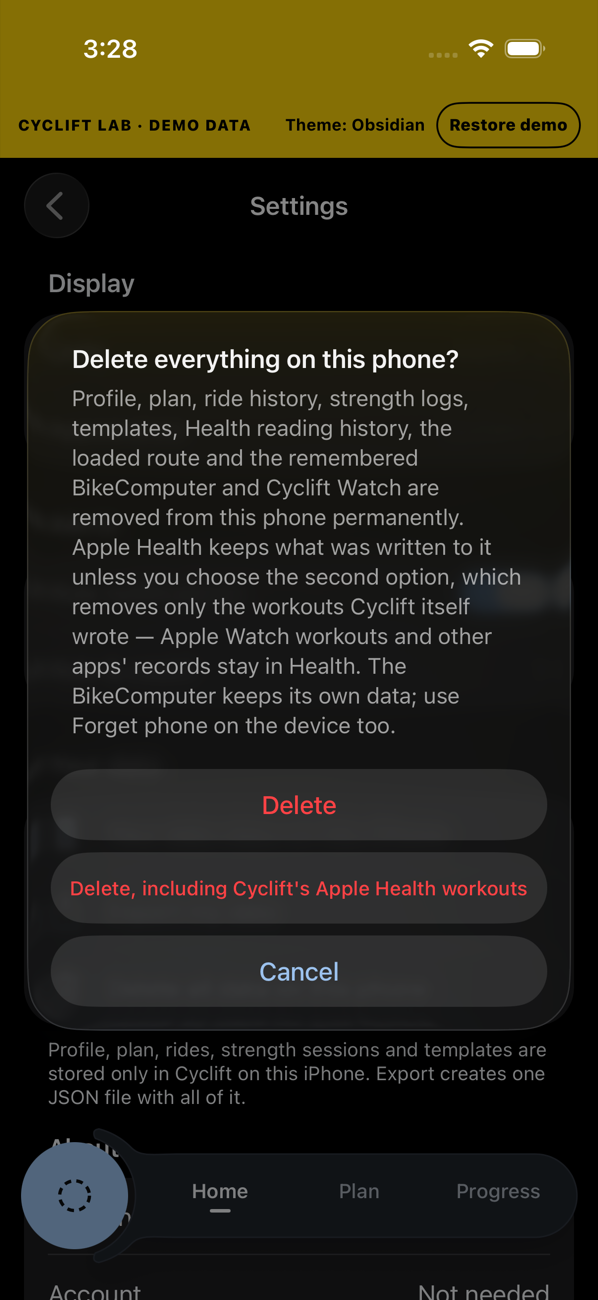 3:28
CYCLIFT LAB · DEMO DATA
Theme: Obsidian
Restore demo
Settings
Display
Delete everything on this phone?
Profile, plan, ride history, strength logs,
templates, Health reading history, the
loaded route and the remembered
BikeComputer and Cyclift Watch are
removed from this phone permanently.
Apple Health keeps what was written to it
unless you choose the second option, which
removes only the workouts Cyclift itself
wrote — Apple Watch workouts and other
apps' records stay in Health. The
BikeComputer keeps its own data; use
Forget phone on the device too.
Delete
Delete, including Cyclift's Apple Health workouts
Cancel
Profile, plan, rides, strength sessions and templates are
stored only in Cyclift on this iPhone. Export creates one
JSON file with all of it.
Home
Plan
Progress
Account
Not needed